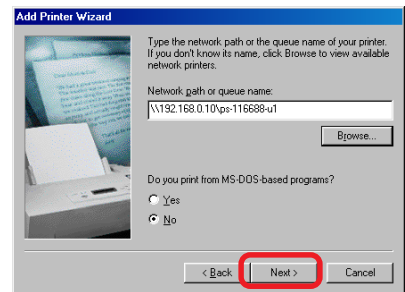 Add Printer Wizard
Type the network path or the queue name of your printer.
If you don't know its name, click Browse to view available
network printers.
Network path or queue name:
\\192.168.0.10\ps-116688-u1
Browse...
Do you print from MS-DOS-based programs?
Yes
No
< Back
Next >
Cancel